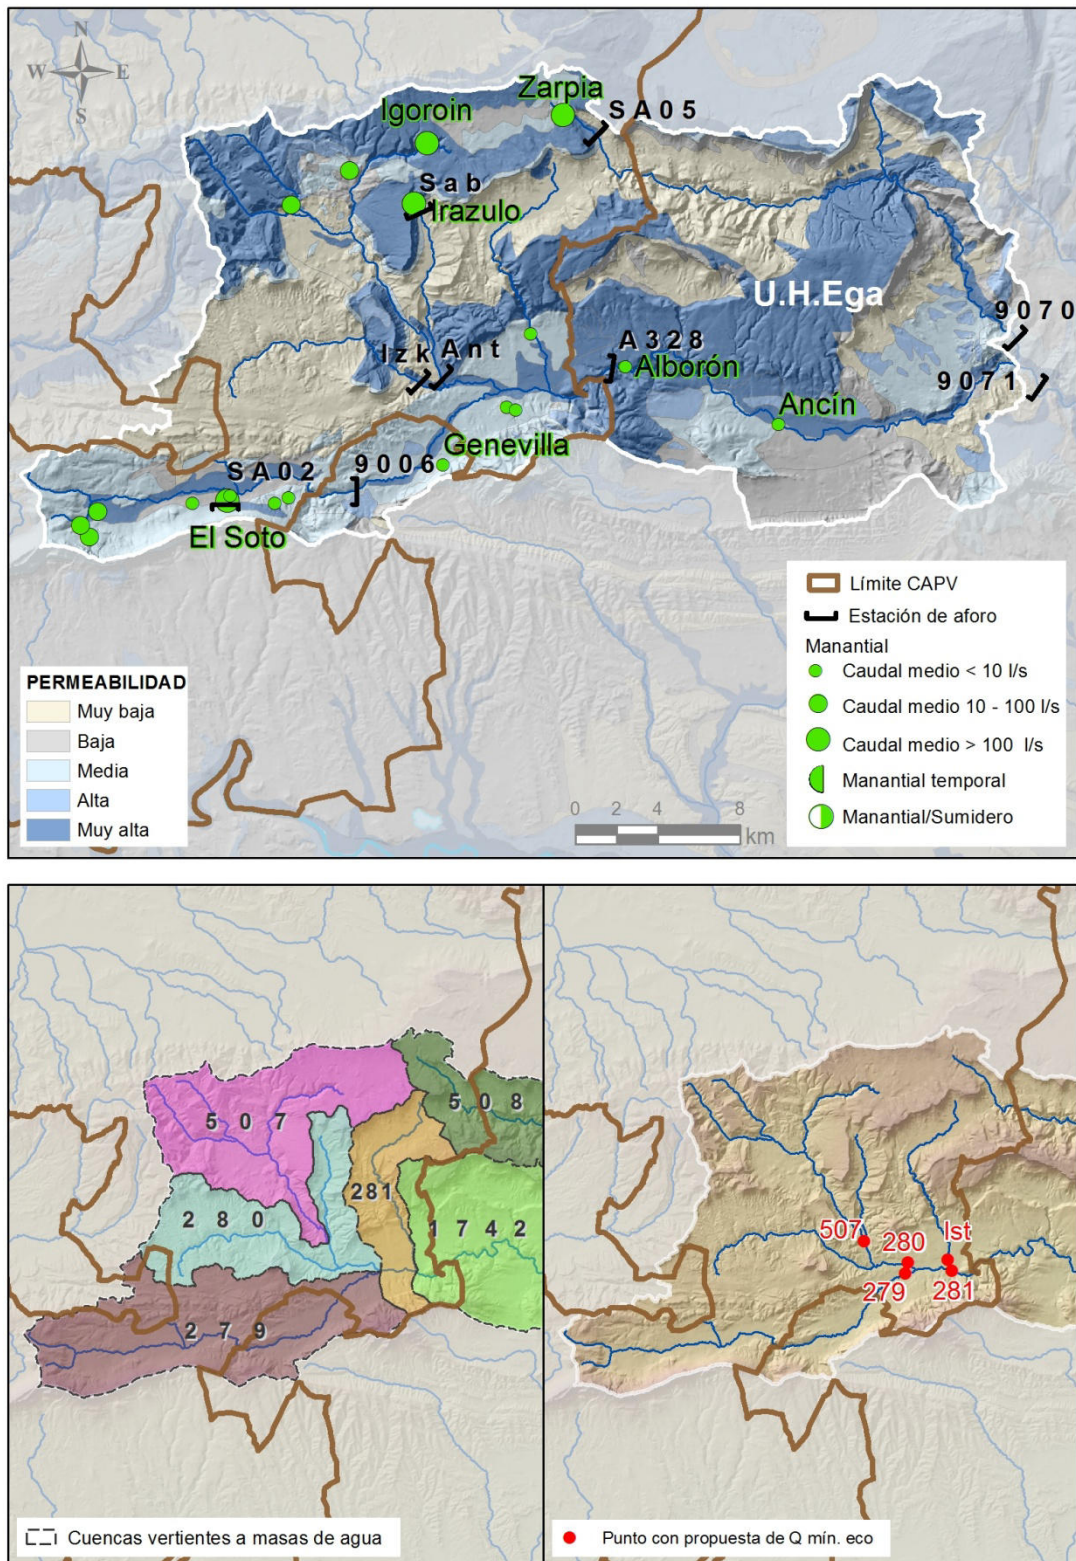 N
W E
S
Zarpia
SA05
Igoroin
Sab
Irazulo
U.H.Ega
9070
A328
Izk
Ant
Alborón
9071
Ancín
Genevilla
SA02
9006
El Soto
PERMEABILIDAD
Muy baja
Baja
Media
Alta
Muy alta
0 2 4 8
km
Límite CAPV
Estación de aforo
Manantial
Caudal medio < 10 l/s
Caudal medio 10 - 100 l/s
Caudal medio > 100 l/s
Manantial temporal
Manantial/Sumidero
507
508
281
280
1742
279
Cuencas vertientes a masas de agua
507
280
Ist
279
281
Punto con propuesta de Q mín. eco